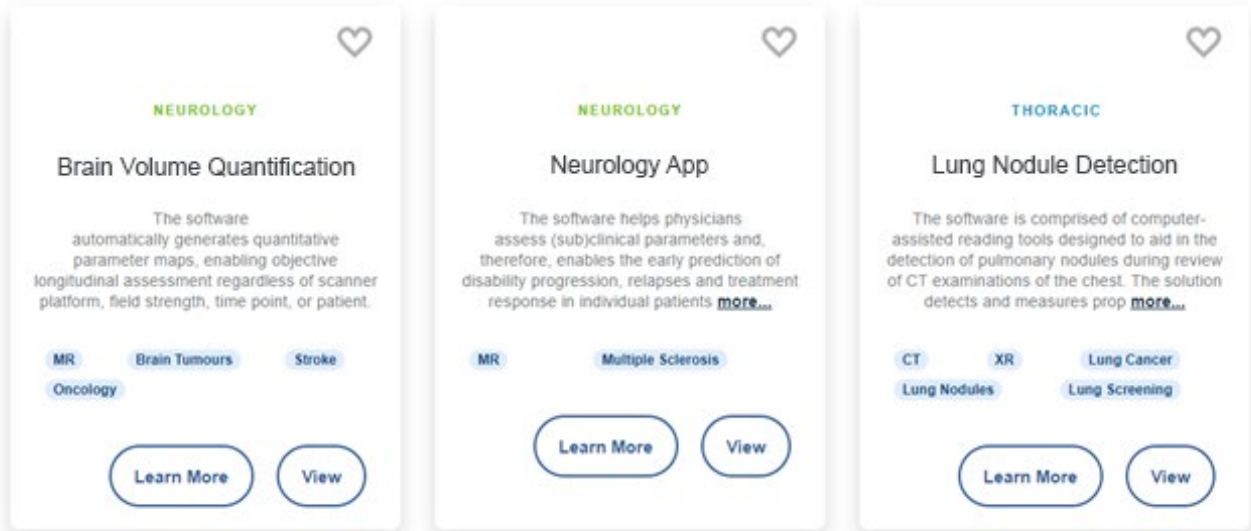 NEUROLOGY
Brain Volume Quantification
The software
automatically generates quantitative
parameter maps, enabling objective
longitudinal assessment regardless of scanner
platform, field strength, time point, or patient.
MR Brain Tumours Stroke
Oncology
Learn More View
NEUROLOGY
Neurology App
The software helps physicians
assess (sub)clinical parameters and,
therefore, enables the early prediction of
disability progression, relapses and treatment
response in individual patients more...
MR Multiple Sclerosis
Learn More View
THORACIC
Lung Nodule Detection
The software is comprised of computer-
assisted reading tools designed to aid in the
detection of pulmonary nodules during review
of CT examinations of the chest. The solution
detects and measures prop more...
CT XR Lung Cancer
Lung Nodules Lung Screening
Learn More View